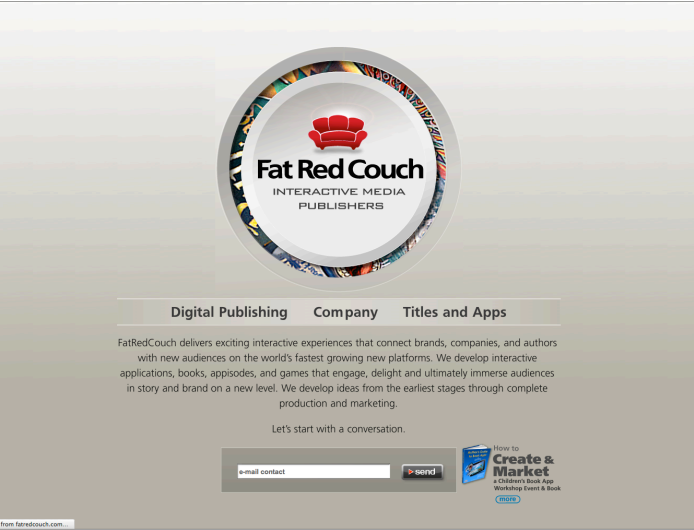 Fat Red Couch
INTERACTIVE MEDIA
PUBLISHERS
Digital Publishing Company Titles and Apps
FatRedCouch delivers exciting interactive experiences that connect brands, companies, and authors
with new audiences on the world's fastest growing new platforms. We develop interactive
applications, books, appisodes, and games that engage, delight and ultimately immerse audiences
in story and brand on a new level. We develop ideas from the earliest stages through complete
production and marketing.
Let's start with a conversation.
e-mail contact
send
How to
Create &
Market
a Children's Book App
Workshop Event & Book
more
from fatredcouch.com...